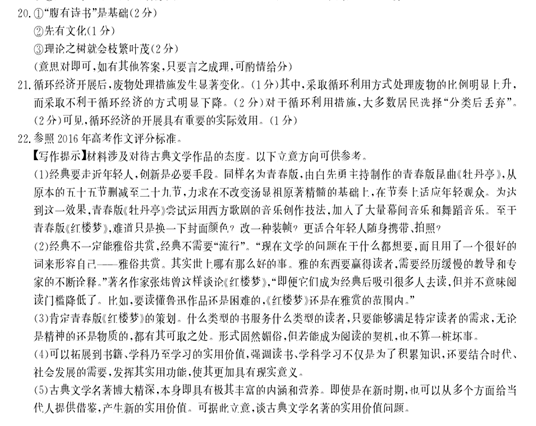 20.①“腹有诗书”是基础(2分)
②先有文化(1分)
③理论之树就会枝繁叶茂(2分)
(意思对即可,如有其他答案,只要言之成理,可酌情给分)
21.循环经济开展后,废物处理措施发生显著变化。(1分)其中,采取循环利用方式处理废物的比例明显上升,
而采取不利于循环经济的方式明显下降。(2分)对于循环利用措施,大多数居民选择“分类后丢弃”。
(2分)可见,循环经济的开展具有重要的实际效用。(1分)
22.参照2016年高考作文评分标准。
【写作提示】材料涉及对待古典文学作品的态度。以下立意方向可供参考。
(1)经典要走近年轻人,创新是必要手段。同样名为青春版,由白先勇主持制作的青春版昆曲《牡丹亭》,从
原本的五十五节删减至二十九节,力求在不改变汤显祖原著精髓的基础上,在节奏上适应年轻观众。为达
到这一效果,青春版《牡丹亭》尝试运用西方歌剧的音乐创作技法,加入了大量幕间音乐和舞蹈音乐。至于
青春版《红楼梦》,难道只是换一下封面颜色?改一种装帧?更适合年轻人随身携带、拍照?
(2)经典不一定能雅俗共赏,经典不需要“流行”。“现在文学的问题在于什么都想要,而且用了一个很好的
词来形容自己——雅俗共赏。其实世上哪有那么好的事。雅的东西要赢得读者,需要经历缓慢的教导和专
家的不断诠释。”著名作家张炜曾这样谈论《红楼梦》,“即便它们成为经典后吸引很多人去读,但并不意味阅
读门槛降低了。比如,要读懂鲁迅作品还是困难的,《红楼梦》还是在雅赏的范围内。”
(3)肯定青春版《红楼梦》的策划。什么类型的书服务什么类型的读者,只要能够满足特定读者的需求,无论
是精神的还是物质的,都有其可取之处。形式固然媚俗,但若能成为阅读的契机,也不算一桩坏事。
(4)可以拓展到书籍、学科乃至学习的实用价值,强调读书、学科学习不仅是为了积累知识,还要结合时代、
社会发展的需要,发挥其实用功能,使其更加具有现实意义。
(5)古典文学名著博大精深,本身即具有极其丰富的内涵和营养。即使是在新时期,也可以从多个方面给当
代人提供借鉴,产生新的实用价值。可据此立意,谈古典文学名著的实用价值问题。